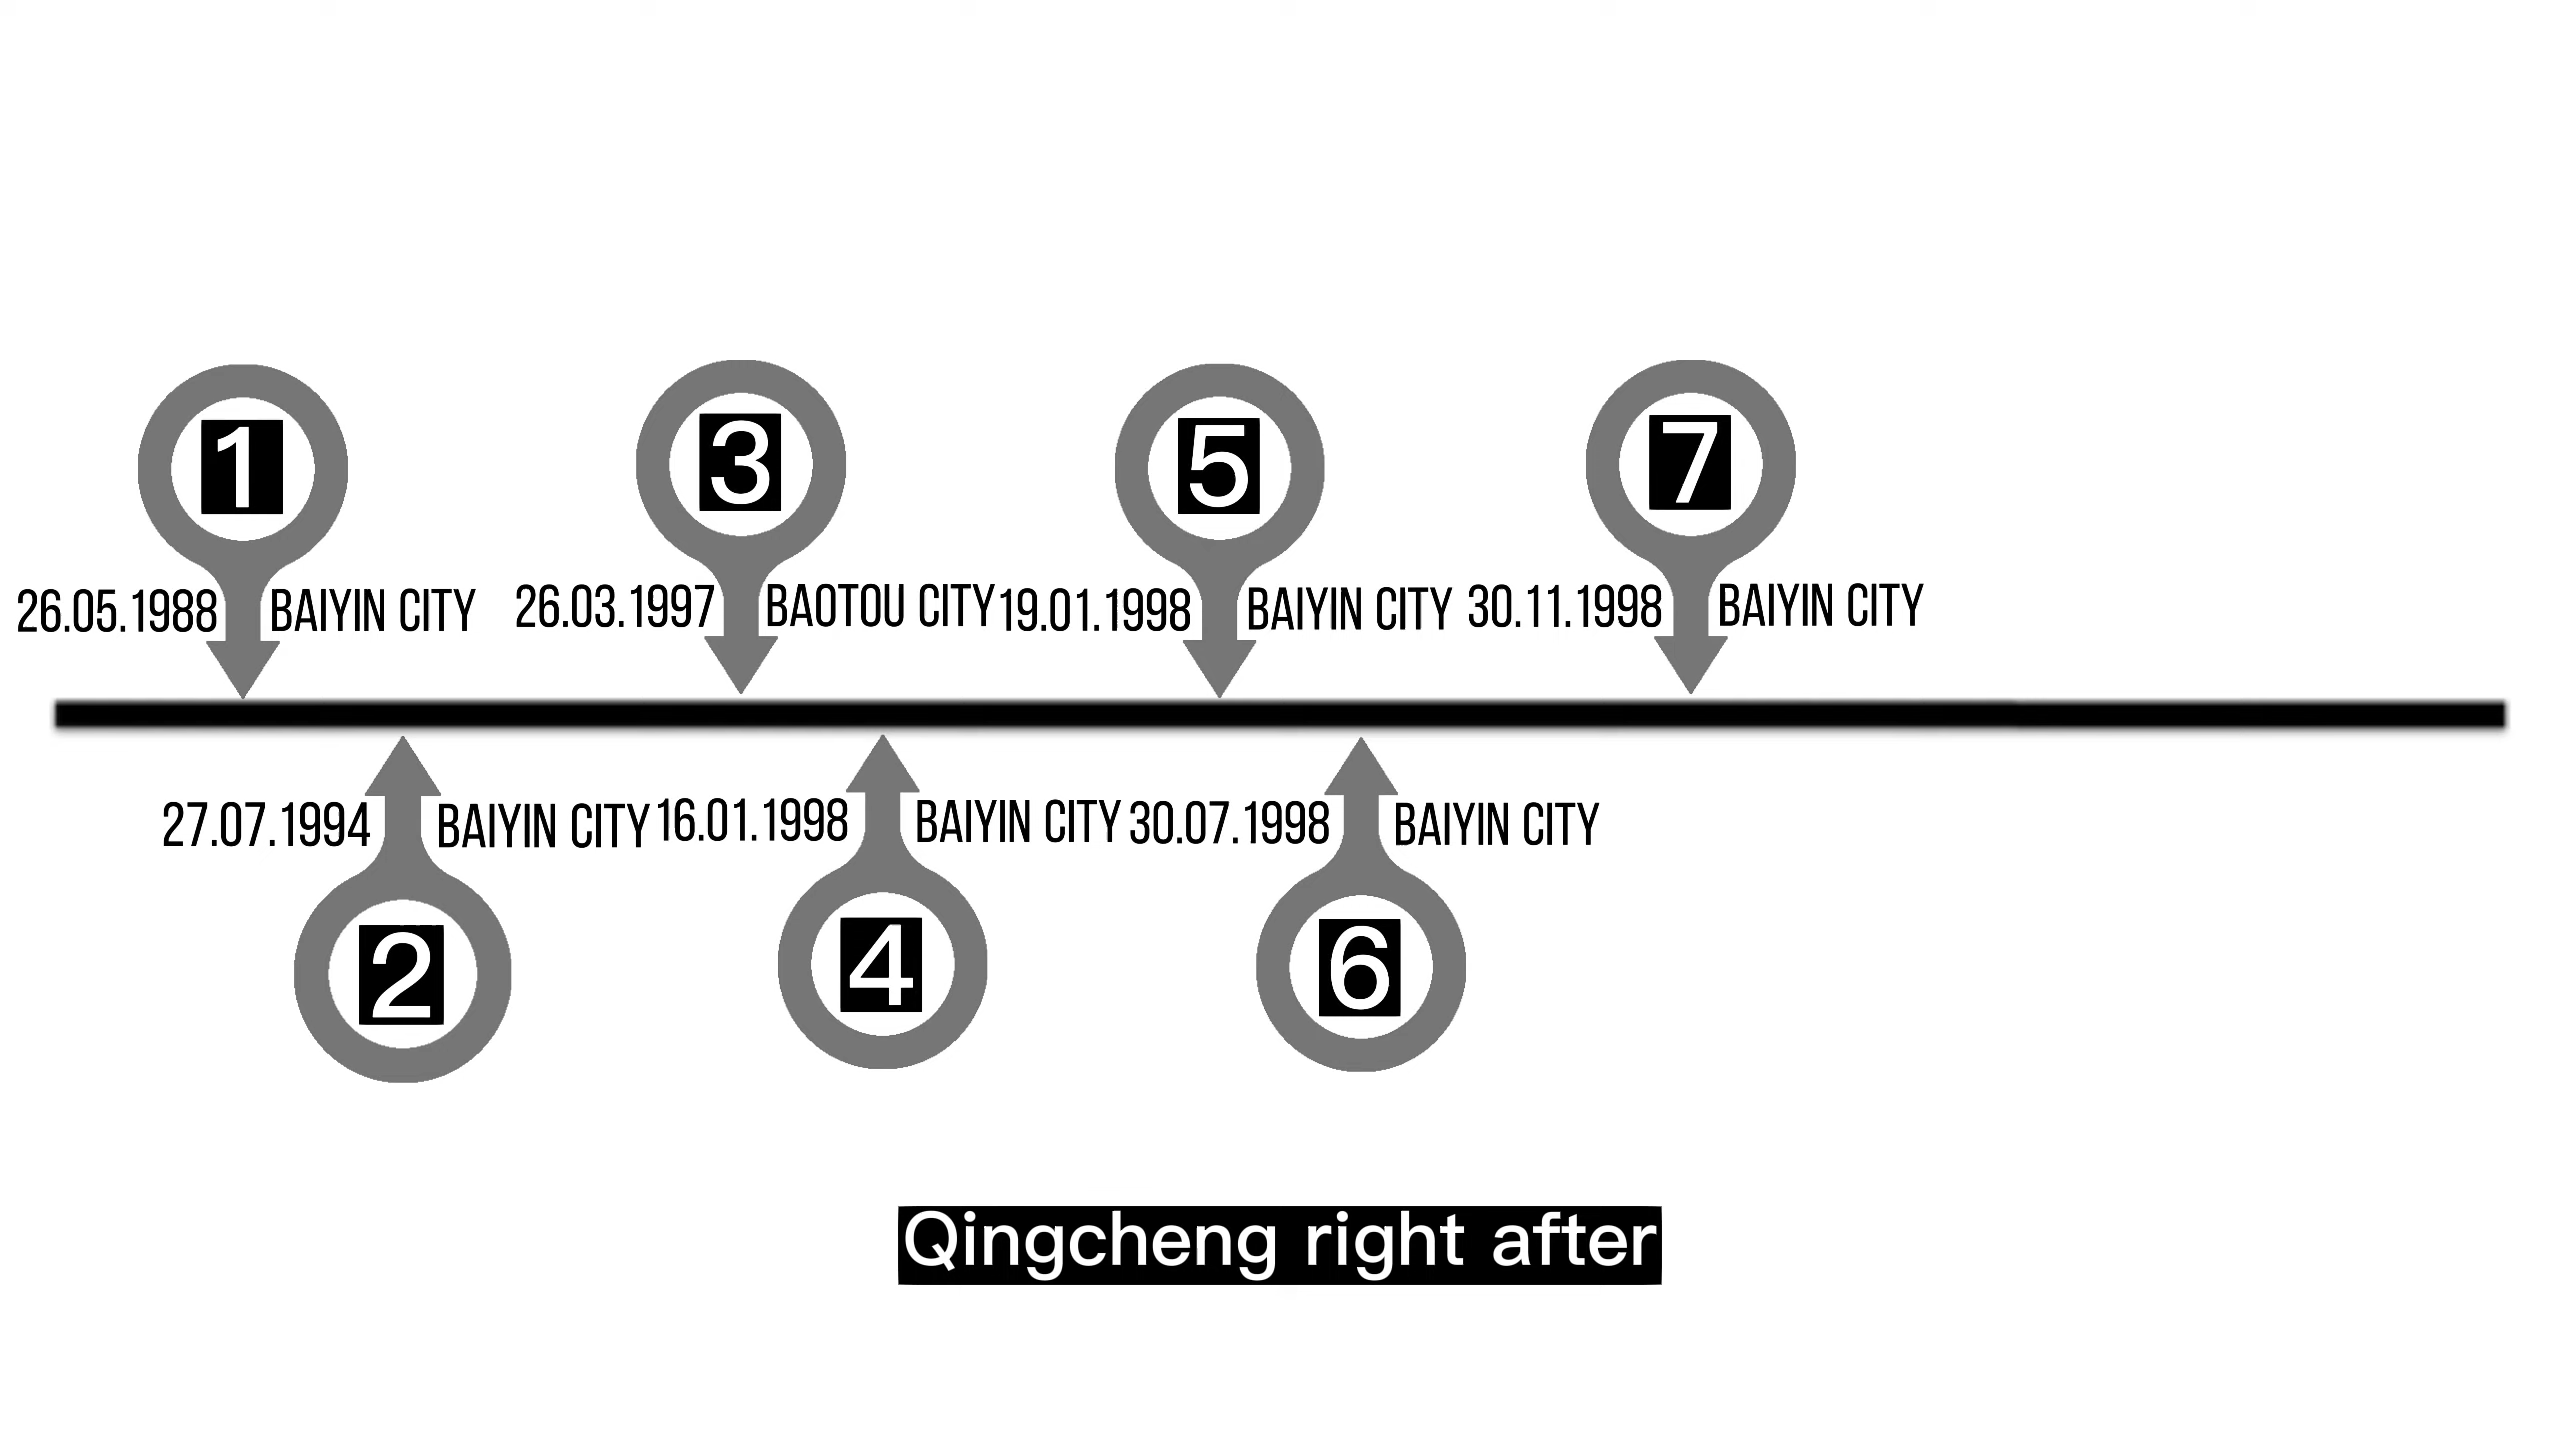 1
3
5
7
26.05.1988 BAIYIN CITY
26.03.1997 BAOTOU CITY
19.01.1998 BAIYIN CITY
30.11.1998 BAIYIN CITY
27.07.1994 BAIYIN CITY
16.01.1998 BAIYIN CITY
30.07.1998 BAIYIN CITY
2
4
6
Qingcheng right after